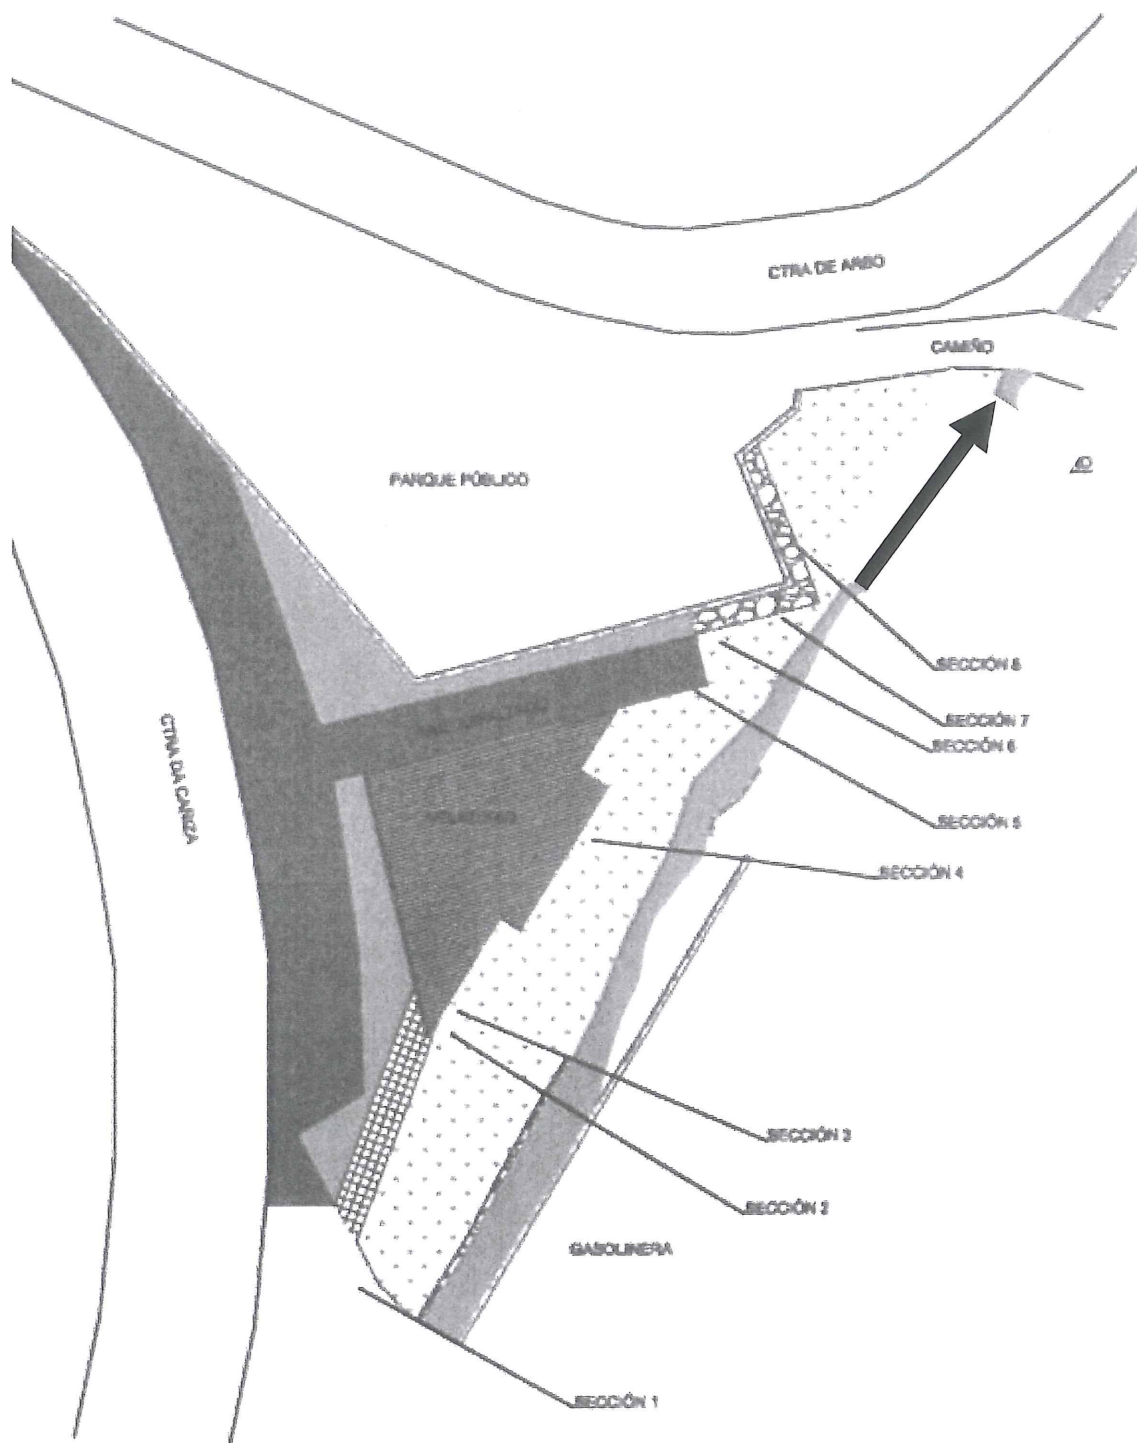 CTRA DE ARBO
CAMIÑO
PARQUE PÚBLICO
SECCIÓN 8
SECCIÓN 7
SECCIÓN 6
CTRA DA CAÑIZA
SECCIÓN 5
SECCIÓN 4
SECCIÓN 3
SECCIÓN 2
GASOLINERA
SECCIÓN 1